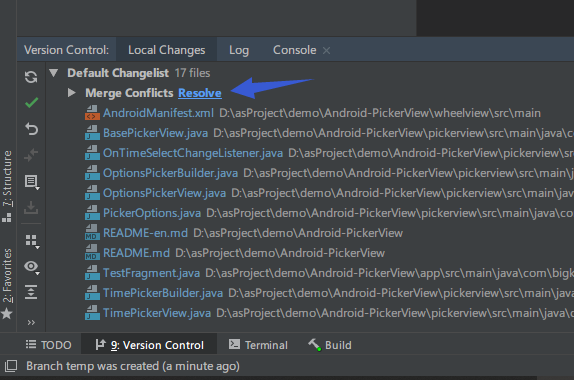 Version Control: Local Changes Log Console
Default Changelist 17 files
Merge Conflicts Resolve
AndroidManifest.xml D:\asProject\demo\Android-PickerView\wheelview\src\main
BasePickerView.java D:\asProject\demo\Android-PickerView\pickerview\src\main\java\c
OnTimeSelectChangeListener.java D:\asProject\demo\Android-PickerView\pickerview\sr
OptionsPickerBuilder.java D:\asProject\demo\Android-PickerView\pickerview\src\main\j
OptionsPickerView.java D:\asProject\demo\Android-PickerView\pickerview\src\main\jav
PickerOptions.java D:\asProject\demo\Android-PickerView\pickerview\src\main\java\co
README-en.md D:\asProject\demo\Android-PickerView
README.md D:\asProject\demo\Android-PickerView
TestFragment.java D:\asProject\demo\Android-PickerView\app\src\main\java\com\bigk
TimePickerBuilder.java D:\asProject\demo\Android-PickerView\pickerview\src\main\java
TimePickerView.java D:\asProject\demo\Android-PickerView\pickerview\src\main\java\c
7: Structure
2: Favorites
TODO 9: Version Control Terminal Build
Branch temp was created (a minute ago)